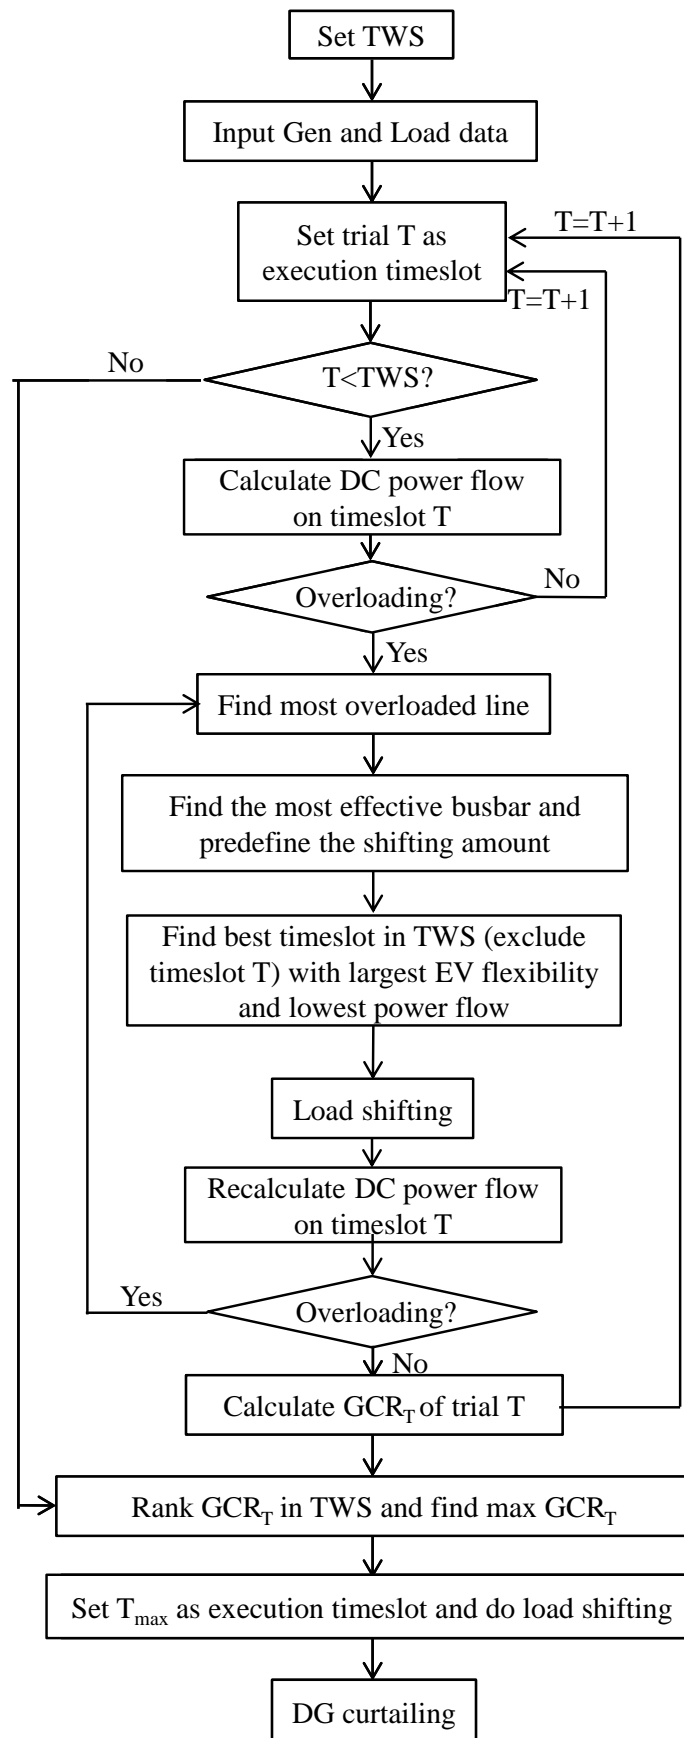 Set TWS
Input Gen and Load data
T=T+1
Set trial T as
execution timeslot
T=T+1
No
T<TWS?
Yes
Calculate DC power flow
on timeslot T
No
Overloading?
Yes
Find most overloaded line
Find the most effective busbar and
predefine the shifting amount
Find best timeslot in TWS (exclude
timeslot T) with largest EV flexibility
and lowest power flow
Load shifting
Recalculate DC power flow
on timeslot T
Yes
Overloading?
No
Calculate GCR_T of trial T
Rank GCR_T in TWS and find max GCR_T
Set T_max as execution timeslot and do load shifting
DG curtailing